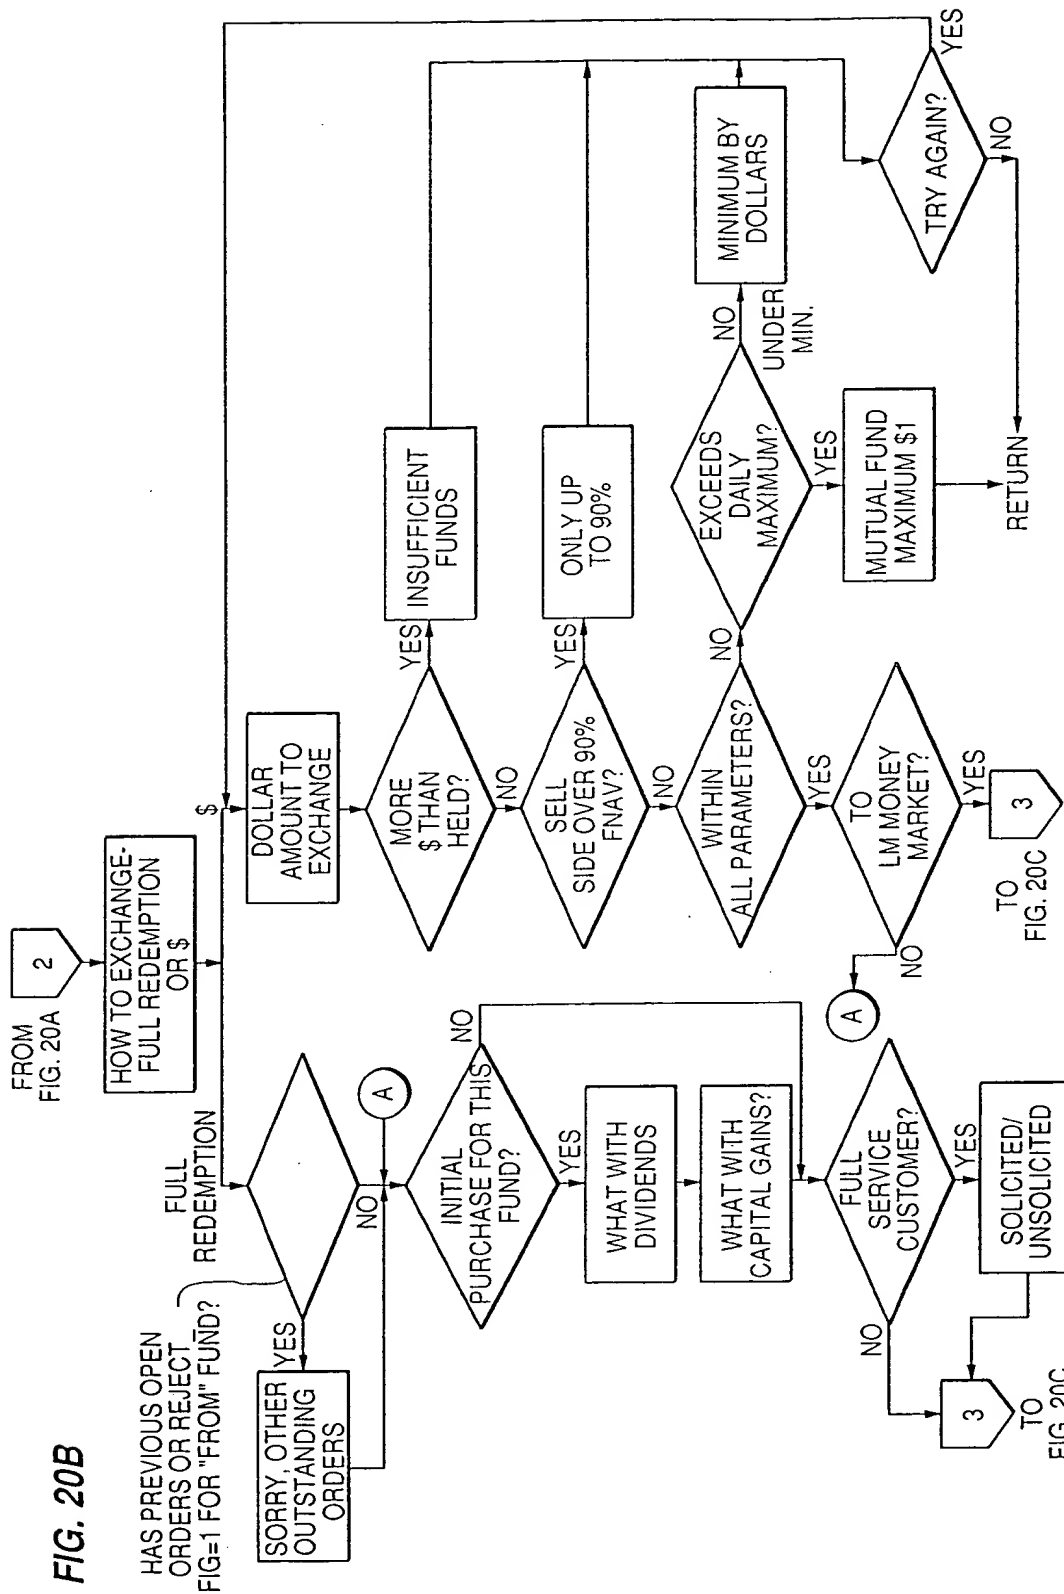 FIG. 20B
FROM
FIG. 20A
2
HOW TO EXCHANGE-
FULL REDEMPTION
OR $
FULL
REDEMPTION
$
HAS PREVIOUS OPEN
ORDERS OR REJECT_
FIG=1 FOR "FROM" FUND?
YES
NO
SORRY, OTHER
OUTSTANDING
ORDERS
A
INITIAL
PURCHASE FOR THIS
FUND?
NO
YES
WHAT WITH
DIVIDENDS
WHAT WITH
CAPITAL GAINS?
FULL
SERVICE
CUSTOMER?
NO
YES
SOLICITED/
UNSOLICITED
3
TO
FIG. 20C
DOLLAR
AMOUNT TO
EXCHANGE
MORE
$ THAN
HELD?
YES
NO
INSUFFICIENT
FUNDS
SELL
SIDE OVER 90%
FNAV?
YES
NO
ONLY UP
TO 90%
WITHIN
ALL PARAMETERS?
NO
YES
EXCEEDS
DAILY
MAXIMUM?
NO
UNDER
MIN.
YES
MINIMUM BY
DOLLARS
MUTUAL FUND
MAXIMUM $1
RETURN
TO
LM MONEY
MARKET?
NO
YES
A
3
TO
FIG. 20C
TRY AGAIN?
YES
NO